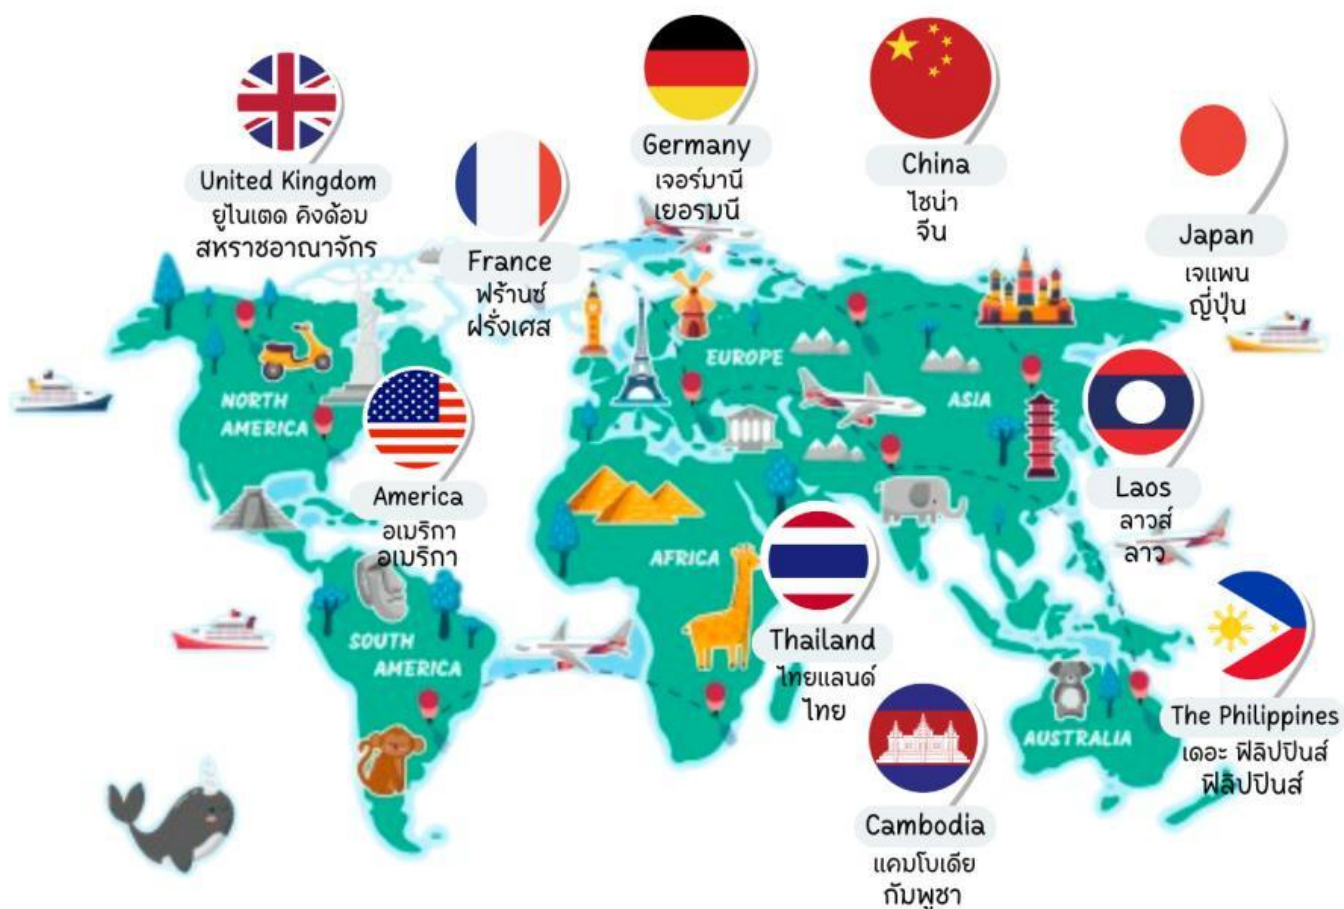 United Kingdom
ยูไนเตด คิงด้อม
สหราชอาณาจักร
France
ฟร้านซ์
ฝรั่งเศส
Germany
เจอร์มานี
เยอรมนี
China
ไชน่า
จีน
Japan
เจแพน
ญี่ปุ่น
NORTH
AMERICA
EUROPE
ASIA
America
อเมริกา
อเมริกา
Laos
ลาวส์
ลาว
AFRICA
SOUTH
AMERICA
Thailand
ไทยแลนด์
ไทย
The Philippines
เดอะ ฟิลิปปินส์
ฟิลิปปินส์
AUSTRALIA
Cambodia
แคมโบเดีย
กัมพูชา